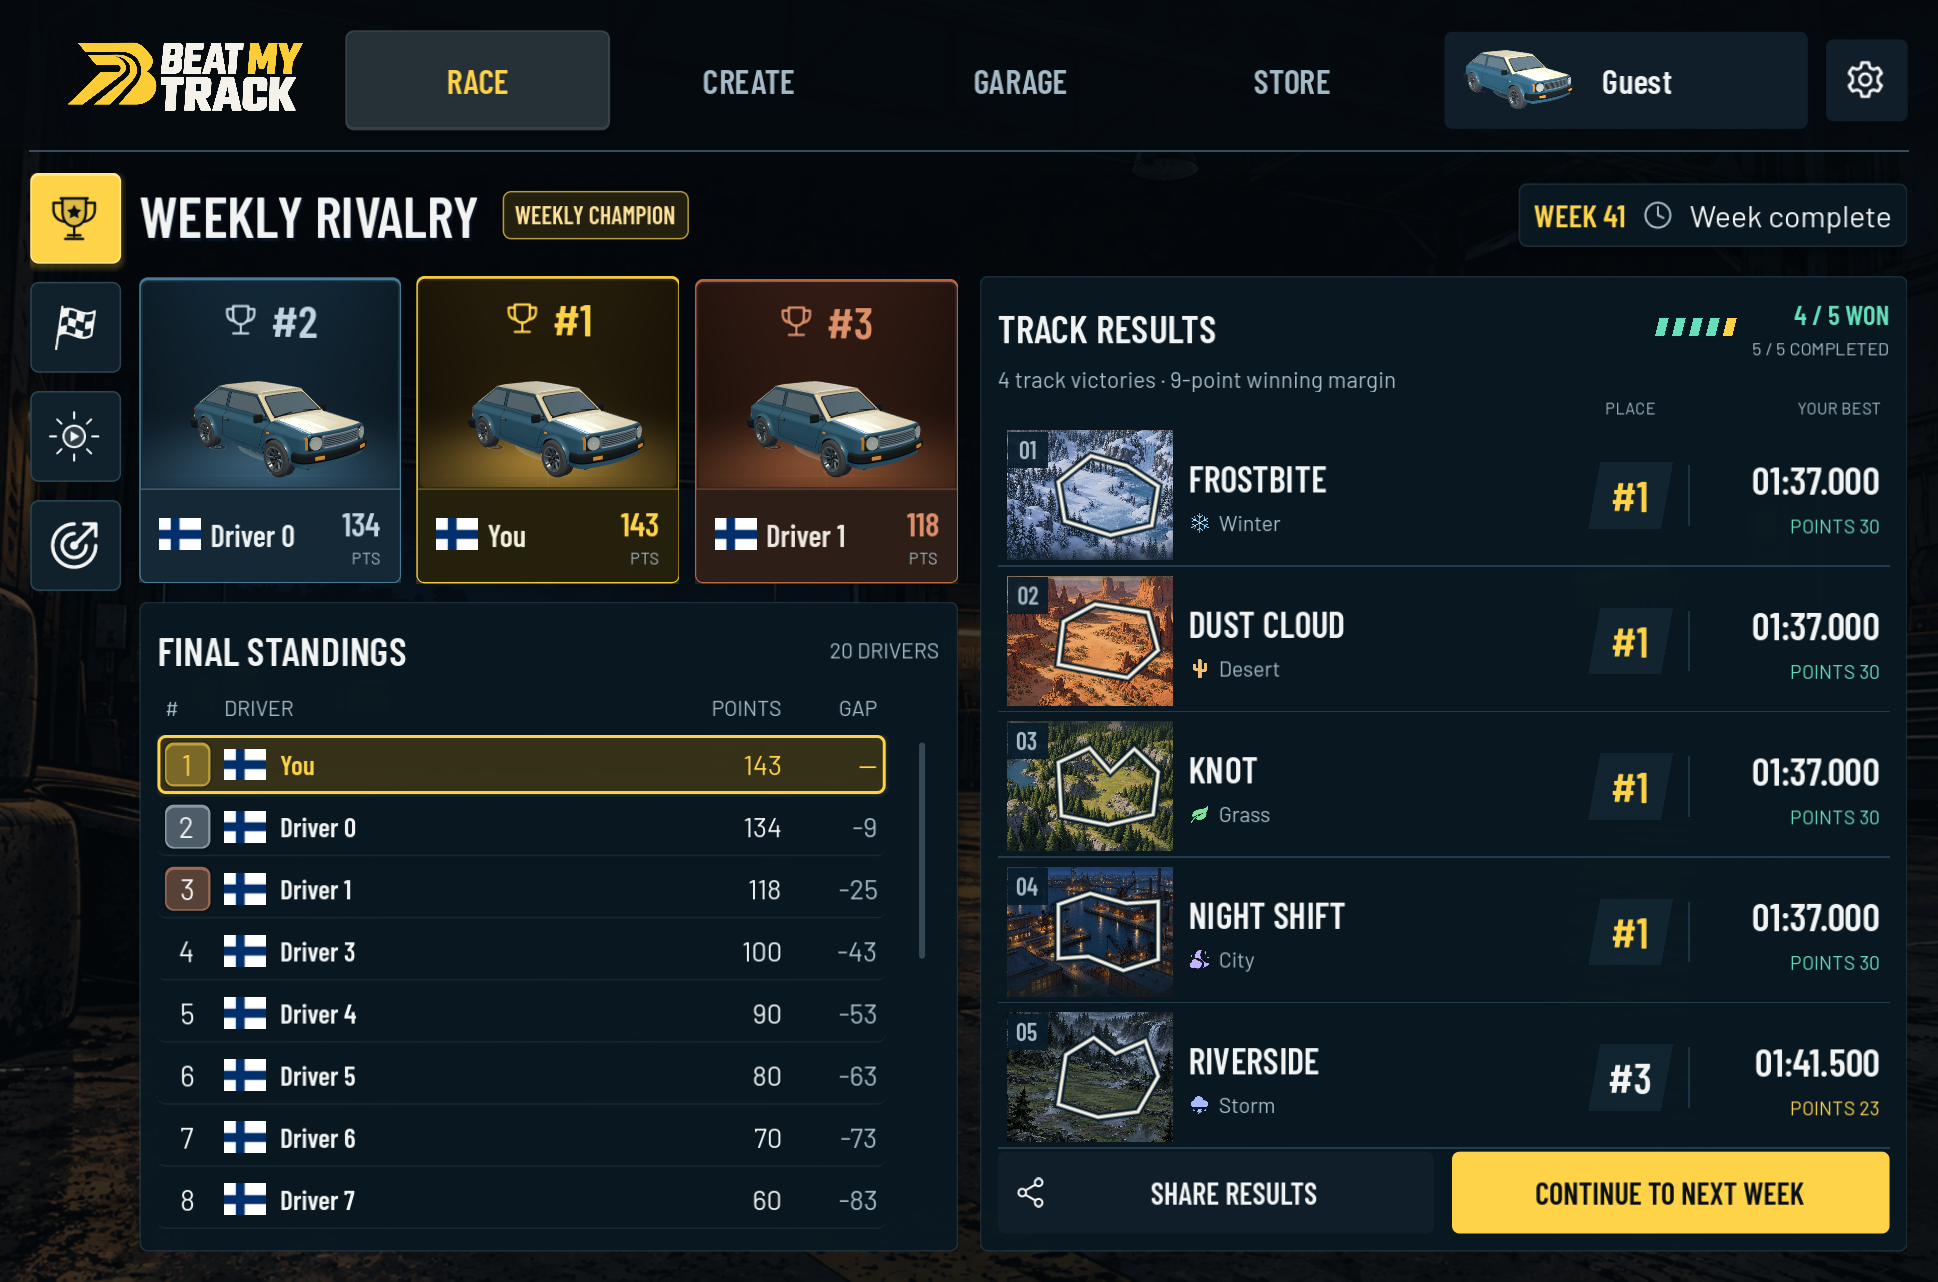 BEAT MY
TRACK
RACE
CREATE
GARAGE
STORE
Guest
WEEKLY RIVALRY
WEEKLY CHAMPION
WEEK 41
Week complete
#2
Driver 0
134
PTS
#1
You
143
PTS
#3
Driver 1
118
PTS
FINAL STANDINGS
20 DRIVERS
# DRIVER POINTS GAP
1 You 143 –
2 Driver 0 134 -9
3 Driver 1 118 -25
4 Driver 3 100 -43
5 Driver 4 90 -53
6 Driver 5 80 -63
7 Driver 6 70 -73
8 Driver 7 60 -83
TRACK RESULTS
4 / 5 WON
5 / 5 COMPLETED
4 track victories · 9-point winning margin
PLACE YOUR BEST
01
FROSTBITE
Winter
#1
01:37.000
POINTS 30
02
DUST CLOUD
Desert
#1
01:37.000
POINTS 30
03
KNOT
Grass
#1
01:37.000
POINTS 30
04
NIGHT SHIFT
City
#1
01:37.000
POINTS 30
05
RIVERSIDE
Storm
#3
01:41.500
POINTS 23
SHARE RESULTS
CONTINUE TO NEXT WEEK